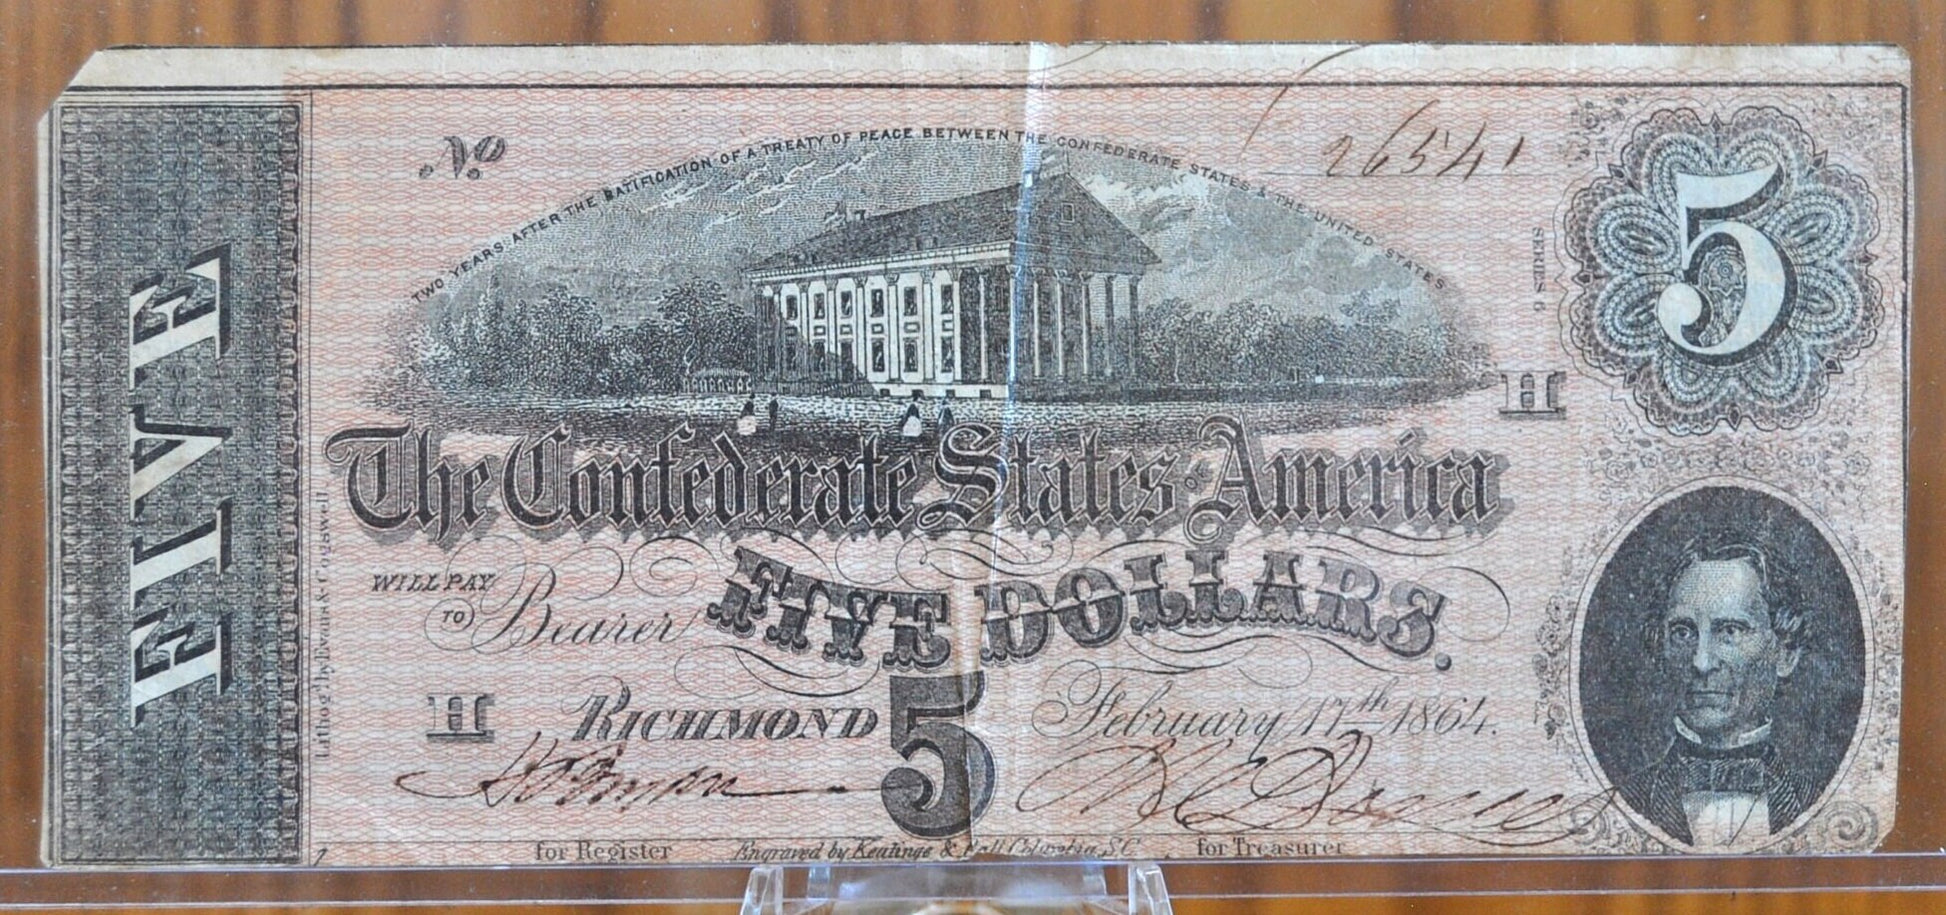 No 26541
TWO YEARS AFTER THE RATIFICATION OF A TREATY OF PEACE BETWEEN THE CONFEDERATE STATES & THE UNITED STATES
5
SERIES 6
H
FIVE
The Confederate States America
WILL PAY
TO Bearer FIVE DOLLARS.
H RICHMOND 5 February 17th 1864.
for Register Engraved by Keatinge & Ball Columbia, S.C. for Treasurer
Lithog'd by Evans & Cogswell